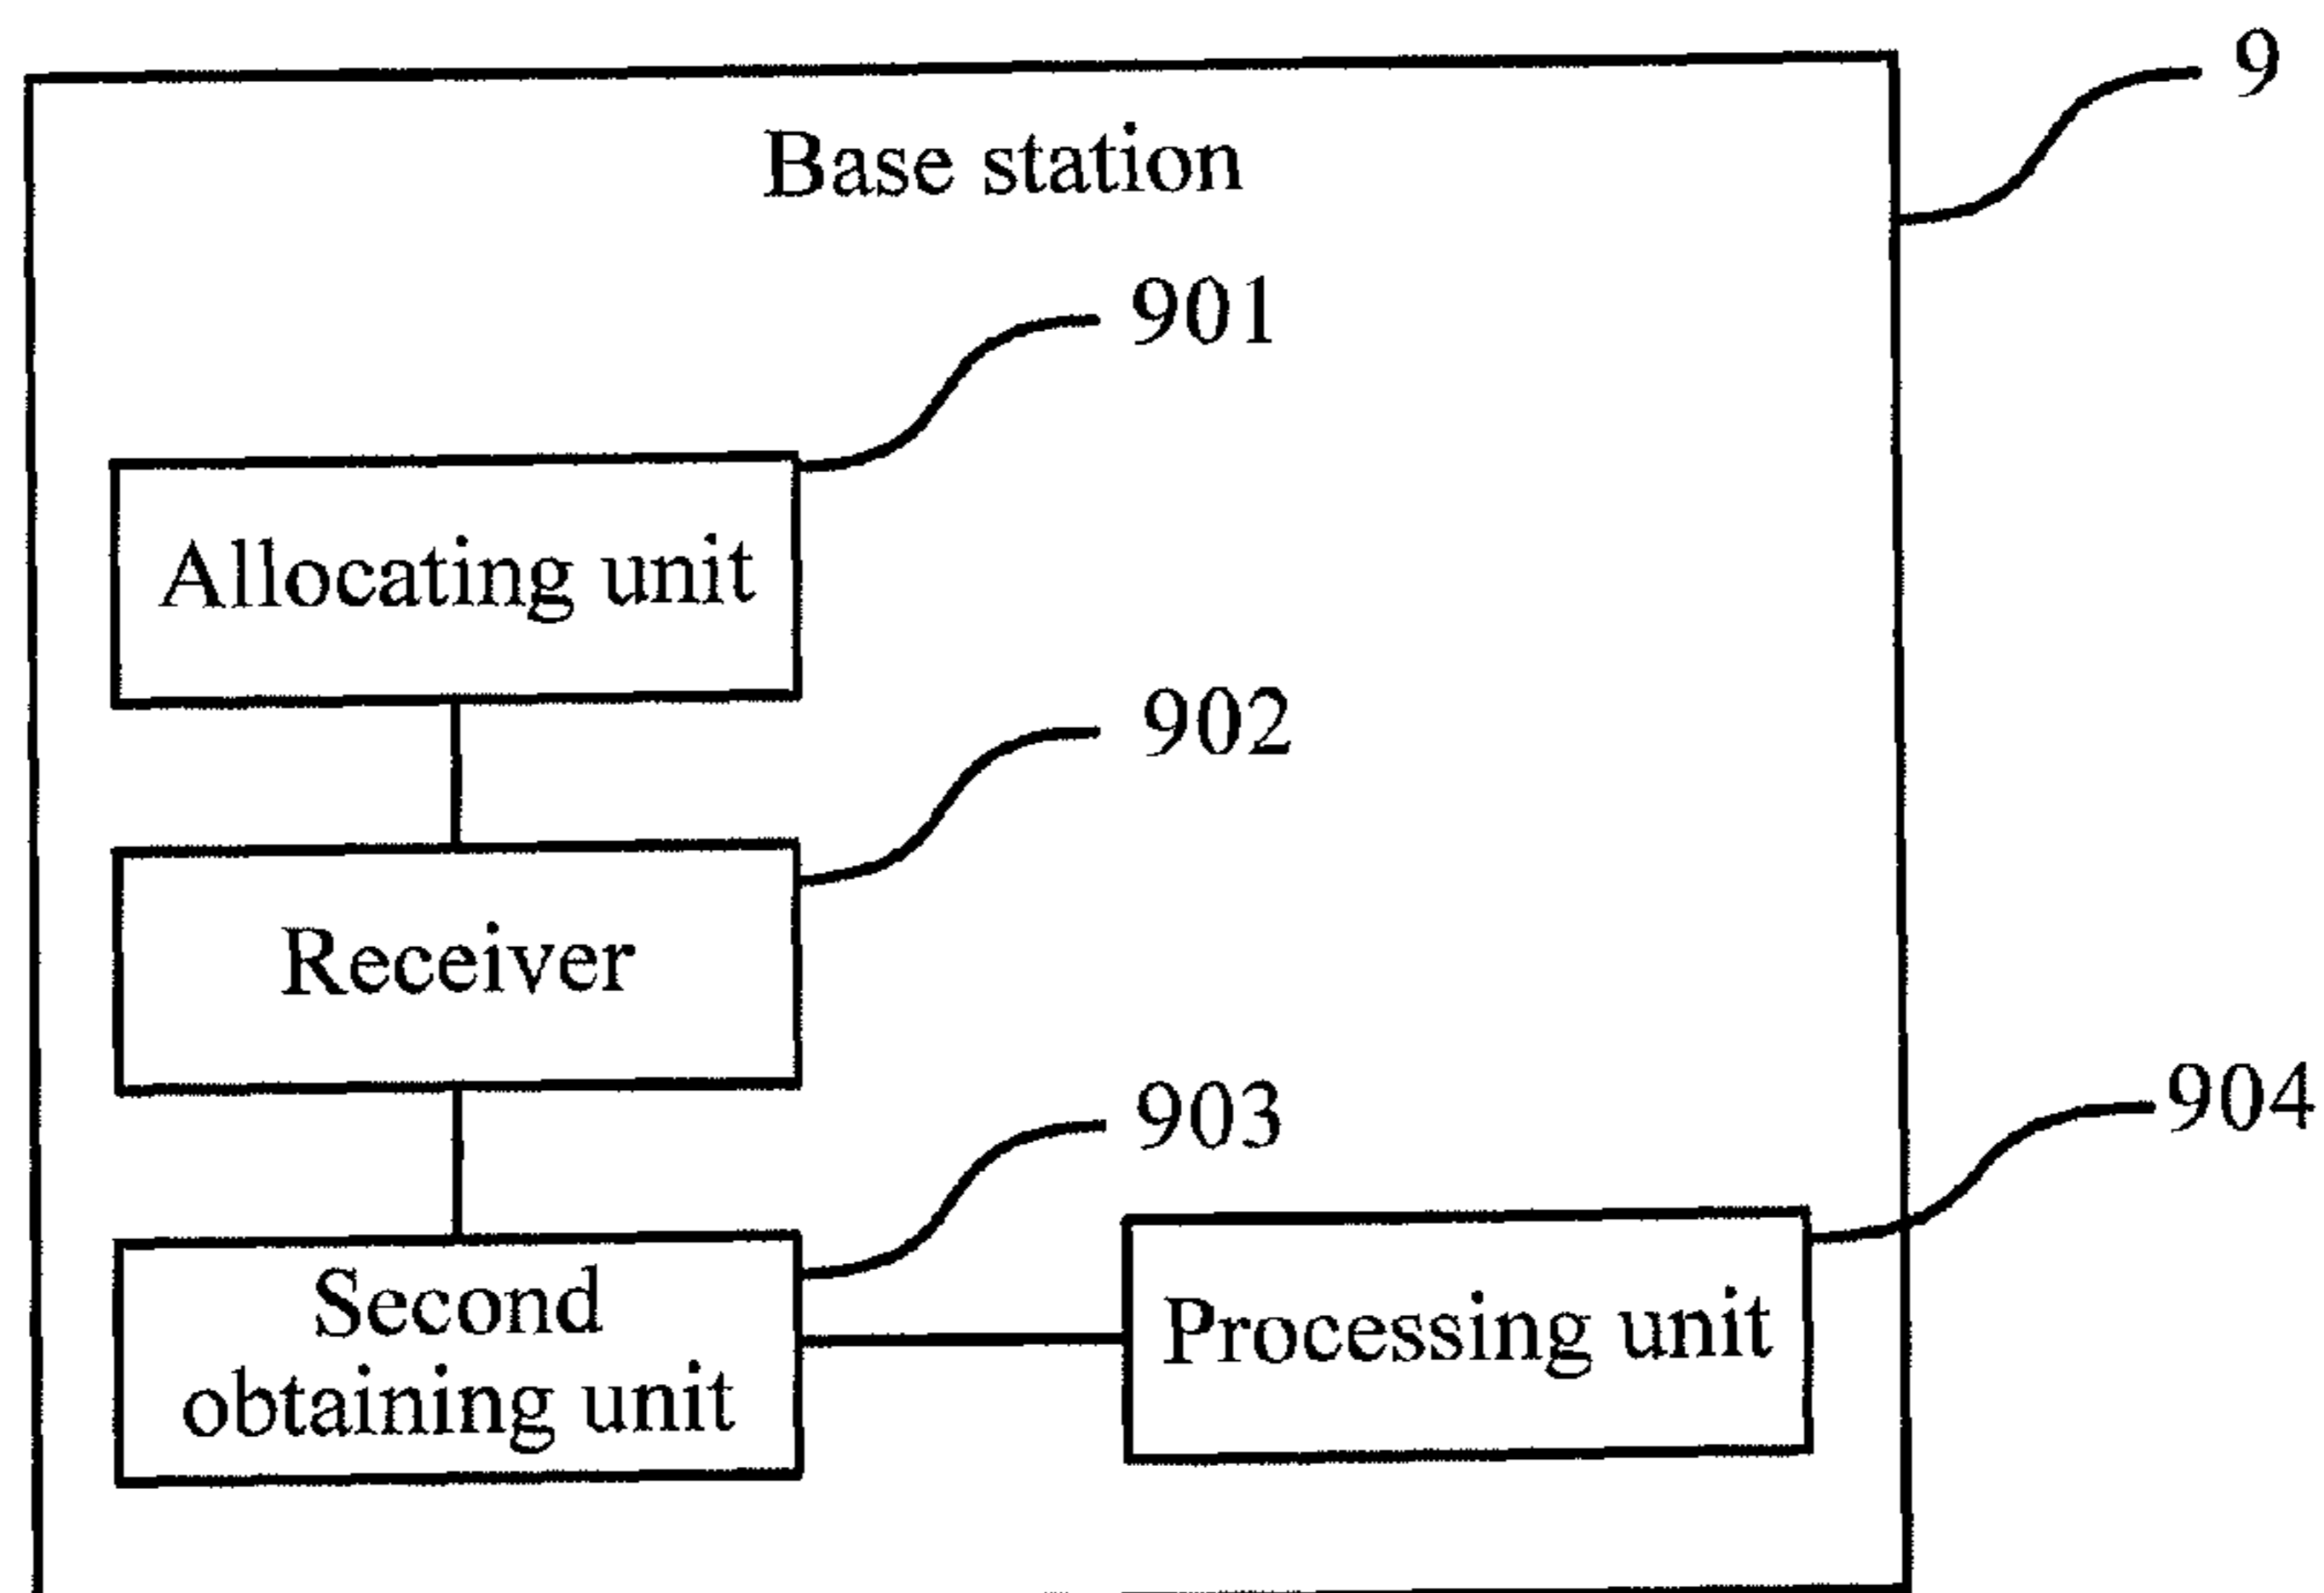 9
Base station
901
Allocating unit
902
Receiver
903
904
Second
obtaining unit
Processing unit